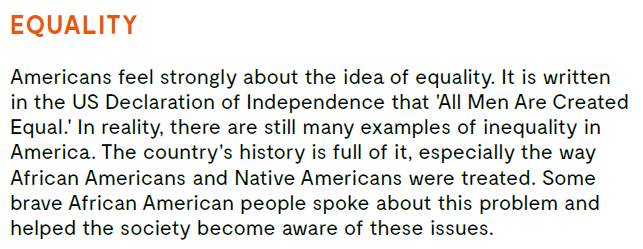 EQUALITY
Americans feel strongly about the idea of equality. It is written
in the US Declaration of Independence that 'All Men Are Created
Equal.' In reality, there are still many examples of inequality in
America. The country's history is full of it, especially the way
African Americans and Native Americans were treated. Some
brave African American people spoke about this problem and
helped the society become aware of these issues.